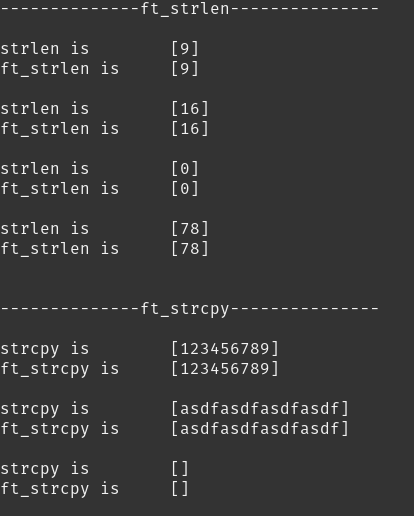 --------------ft_strlen---------------
strlen is        [9]
ft_strlen is     [9]
strlen is        [16]
ft_strlen is     [16]
strlen is        [0]
ft_strlen is     [0]
strlen is        [78]
ft_strlen is     [78]
--------------ft_strcpy---------------
strcpy is        [123456789]
ft_strcpy is     [123456789]
strcpy is        [asdfasdfasdfasdf]
ft_strcpy is     [asdfasdfasdfasdf]
strcpy is        []
ft_strcpy is     []